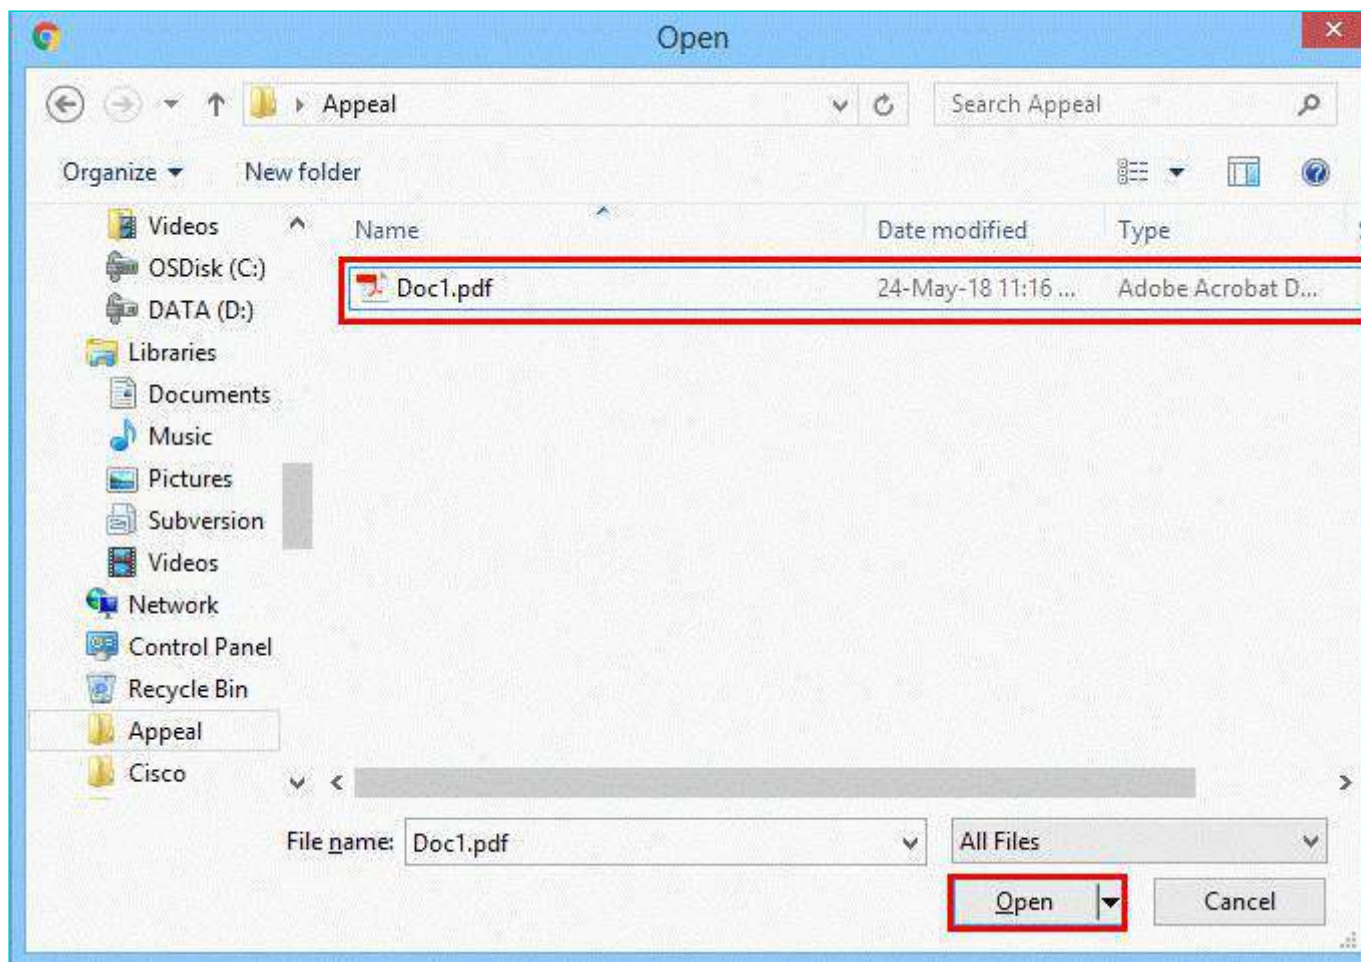 Open
Appeal
Search Appeal
Organize
New folder
Name
Date modified
Type
Videos
OSDisk (C:)
DATA (D:)
Libraries
Documents
Music
Pictures
Subversion
Videos
Network
Control Panel
Recycle Bin
Appeal
Cisco
Doc1.pdf
24-May-18 11:16 ...
Adobe Acrobat D...
File name:
Doc1.pdf
All Files
Open
Cancel